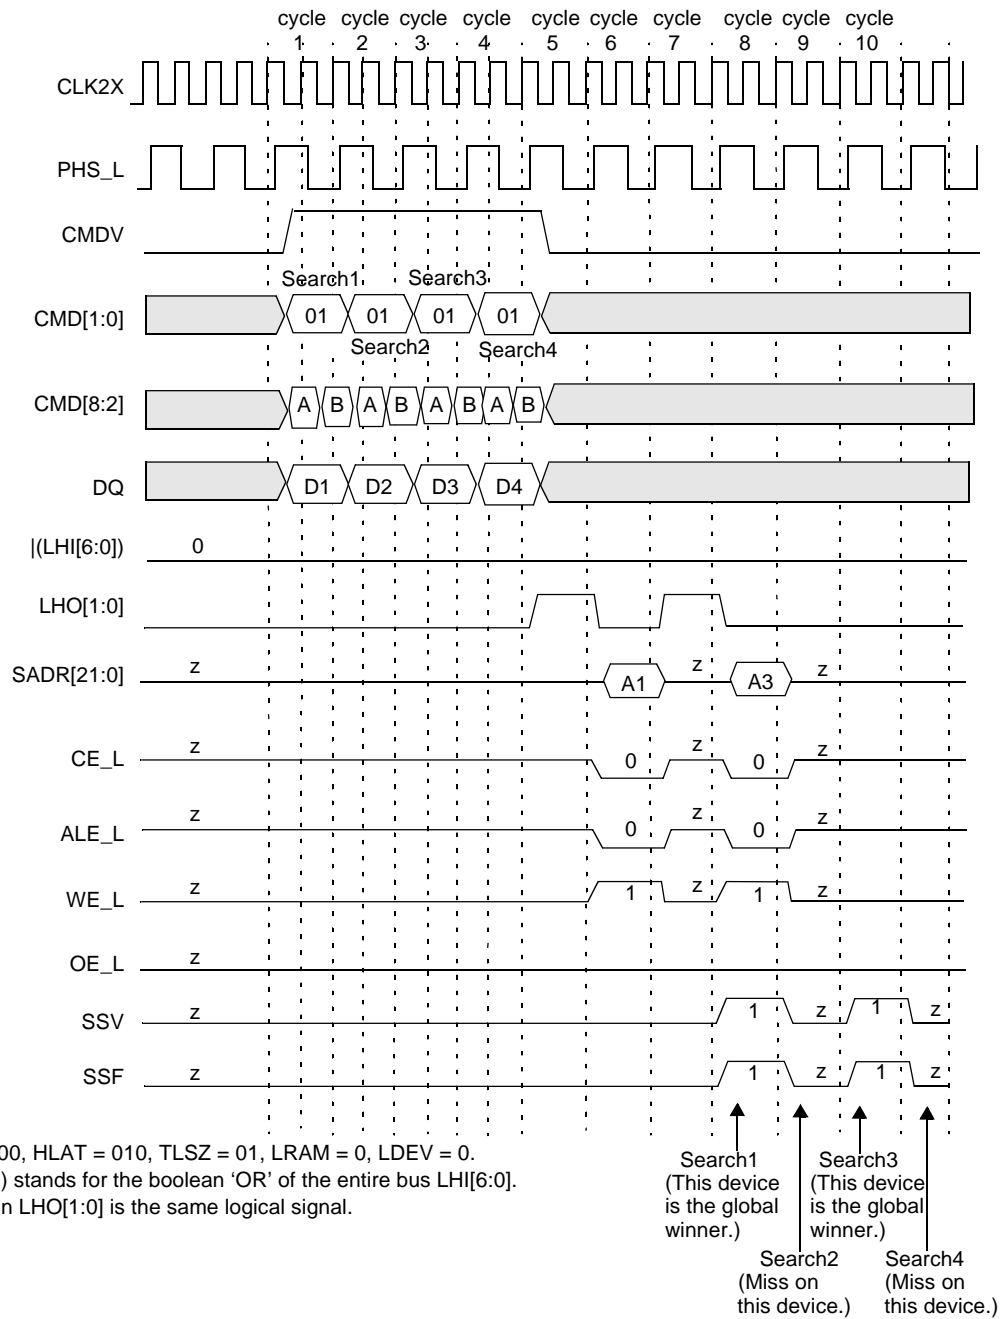 cycle cycle cycle cycle cycle cycle cycle cycle cycle cycle
1 2 3 4 5 6 7 8 9 10
CLK2X
PHS_L
CMDV
Search1 Search3
CMD[1:0] 01 01 01 01
Search2 Search4
CMD[8:2] A B A B A B A B
DQ D1 D2 D3 D4
|(LHI[6:0]) 0
LHO[1:0]
SADR[21:0] z A1 z A3 z
CE_L z 0 z 0 z
ALE_L z 0 z 0 z
WE_L z 1 z 1 z
OE_L z
SSV z 1 z 1 z
SSF z 1 z 1 z
00, HLAT = 010, TLSZ = 01, LRAM = 0, LDEV = 0.
) stands for the boolean ‘OR’ of the entire bus LHI[6:0].
n LHO[1:0] is the same logical signal.
Search1
(This device
is the global
winner.)
Search3
(This device
is the global
winner.)
Search2
(Miss on
this device.)
Search4
(Miss on
this device.)